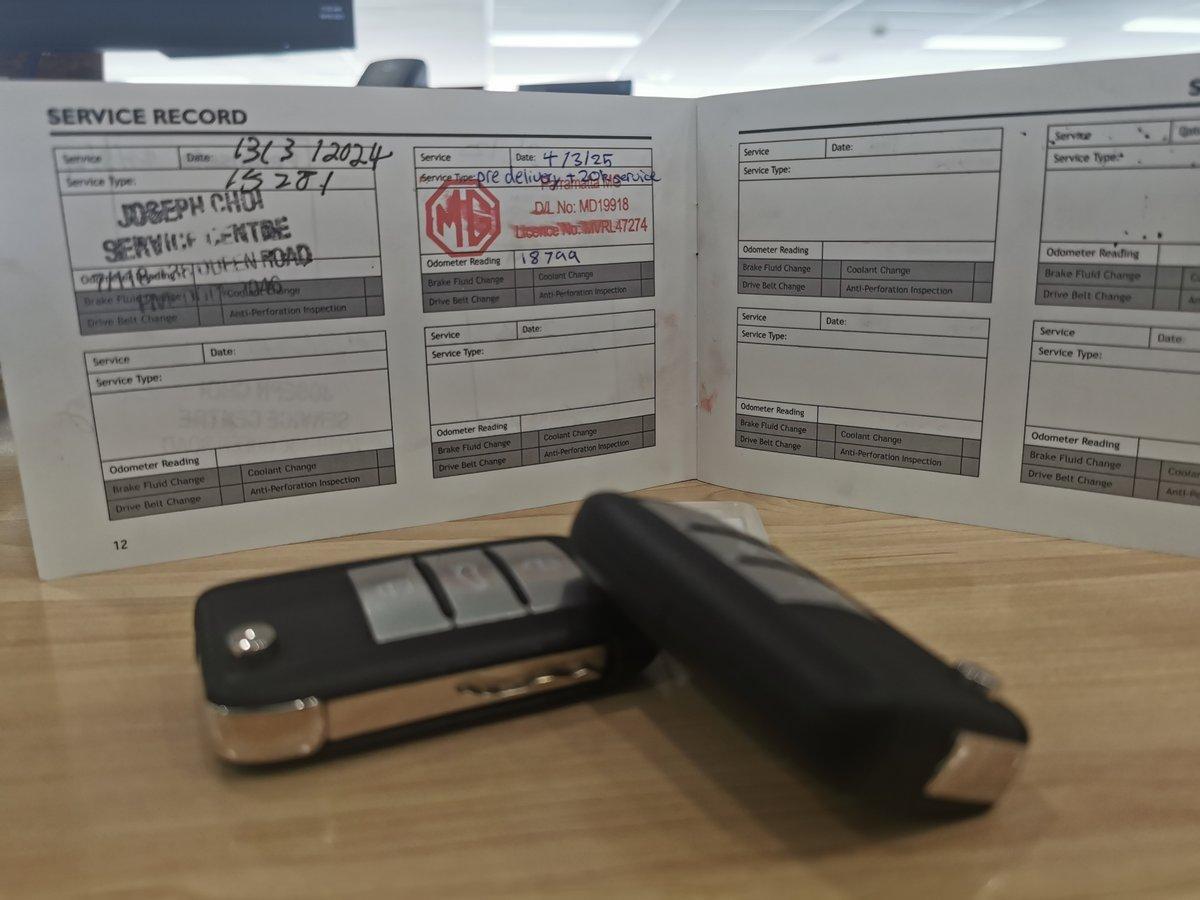 SERVICE RECORD
Service Date: 13/3/2024
Service Type: 15281
JOSEPH CHOI
SERVICE CENTRE
QUEEN ROAD
Odometer Reading
Brake Fluid Change Coolant Change
Drive Belt Change Anti-Perforation Inspection
Service Date: 4/3/25
Service Type: pre delivery + 20k service
MG
D/L No: MD19918
Licence No: MVRL47274
Odometer Reading 18799
Brake Fluid Change Coolant Change
Drive Belt Change Anti-Perforation Inspection
Service Date:
Service Type:
Odometer Reading
Brake Fluid Change Coolant Change
Drive Belt Change Anti-Perforation Inspection
Service Date:
Service Type:
Odometer Reading
Brake Fluid Change Coolant Change
Drive Belt Change Anti-Perforation Inspection
12
Service Date:
Service Type:
Odometer Reading
Brake Fluid Change Coolant Change
Drive Belt Change Anti-Perforation Inspection
Service
Service Type:
Odometer Reading
Brake Fluid Change
Drive Belt Change
Service Date:
Service Type:
Odometer Reading
Brake Fluid Change Coolant Change
Drive Belt Change Anti-Perforation Inspection
Service Date:
Service Type:
Odometer Reading
Brake Fluid Change
Drive Belt Change